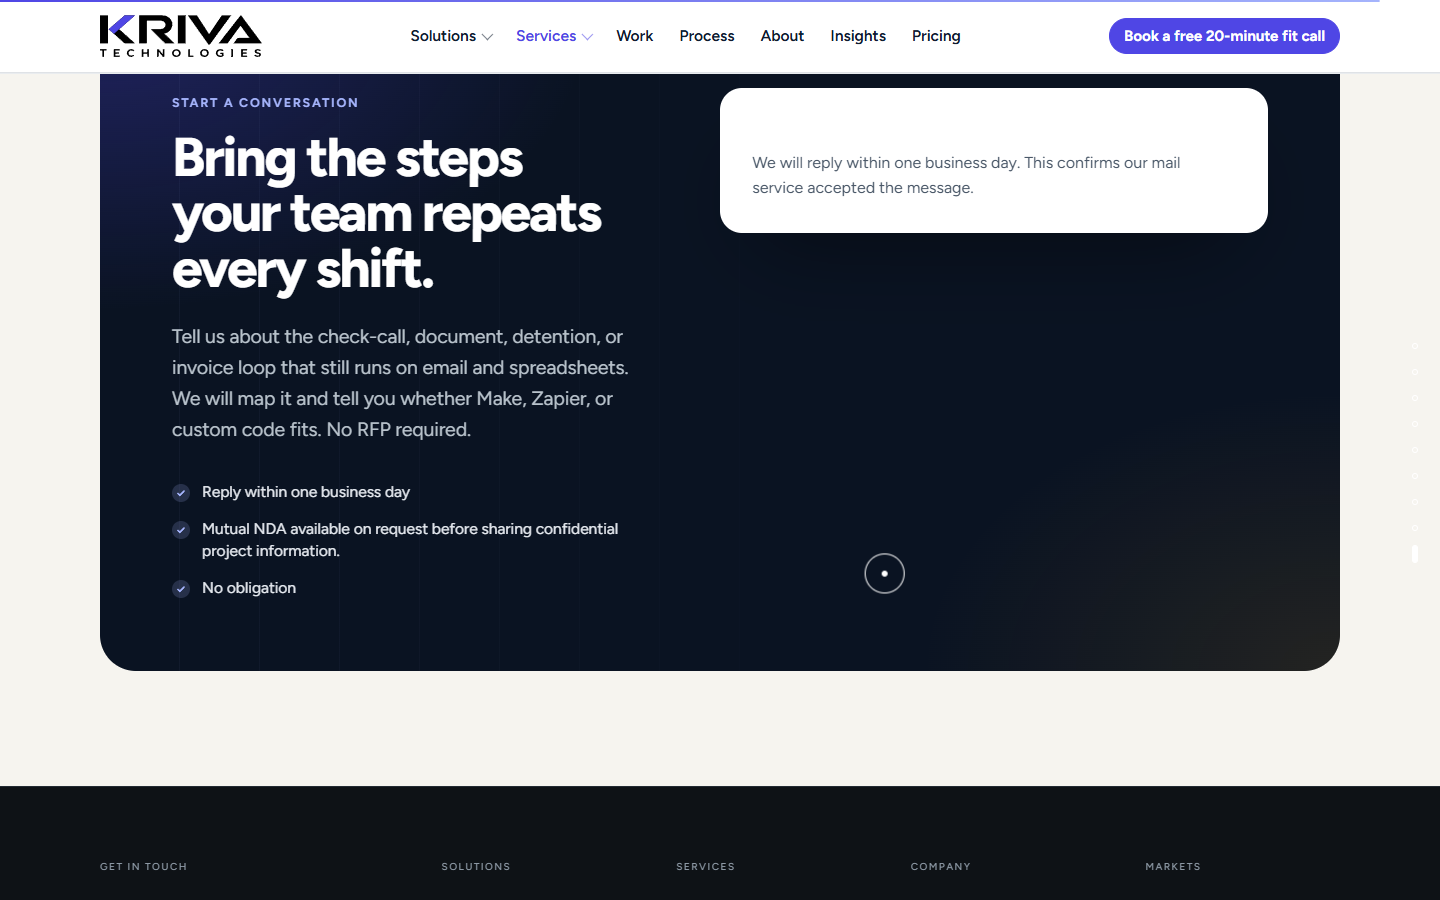 KRIVA
TECHNOLOGIES
Solutions
Services
Work
Process
About
Insights
Pricing
Book a free 20-minute fit call
START A CONVERSATION
Bring the steps
your team repeats
every shift.
Tell us about the check-call, document, detention, or
invoice loop that still runs on email and spreadsheets.
We will map it and tell you whether Make, Zapier, or
custom code fits. No RFP required.
Reply within one business day
Mutual NDA available on request before sharing confidential
project information.
No obligation
We will reply within one business day. This confirms our mail
service accepted the message.
GET IN TOUCH
SOLUTIONS
SERVICES
COMPANY
MARKETS